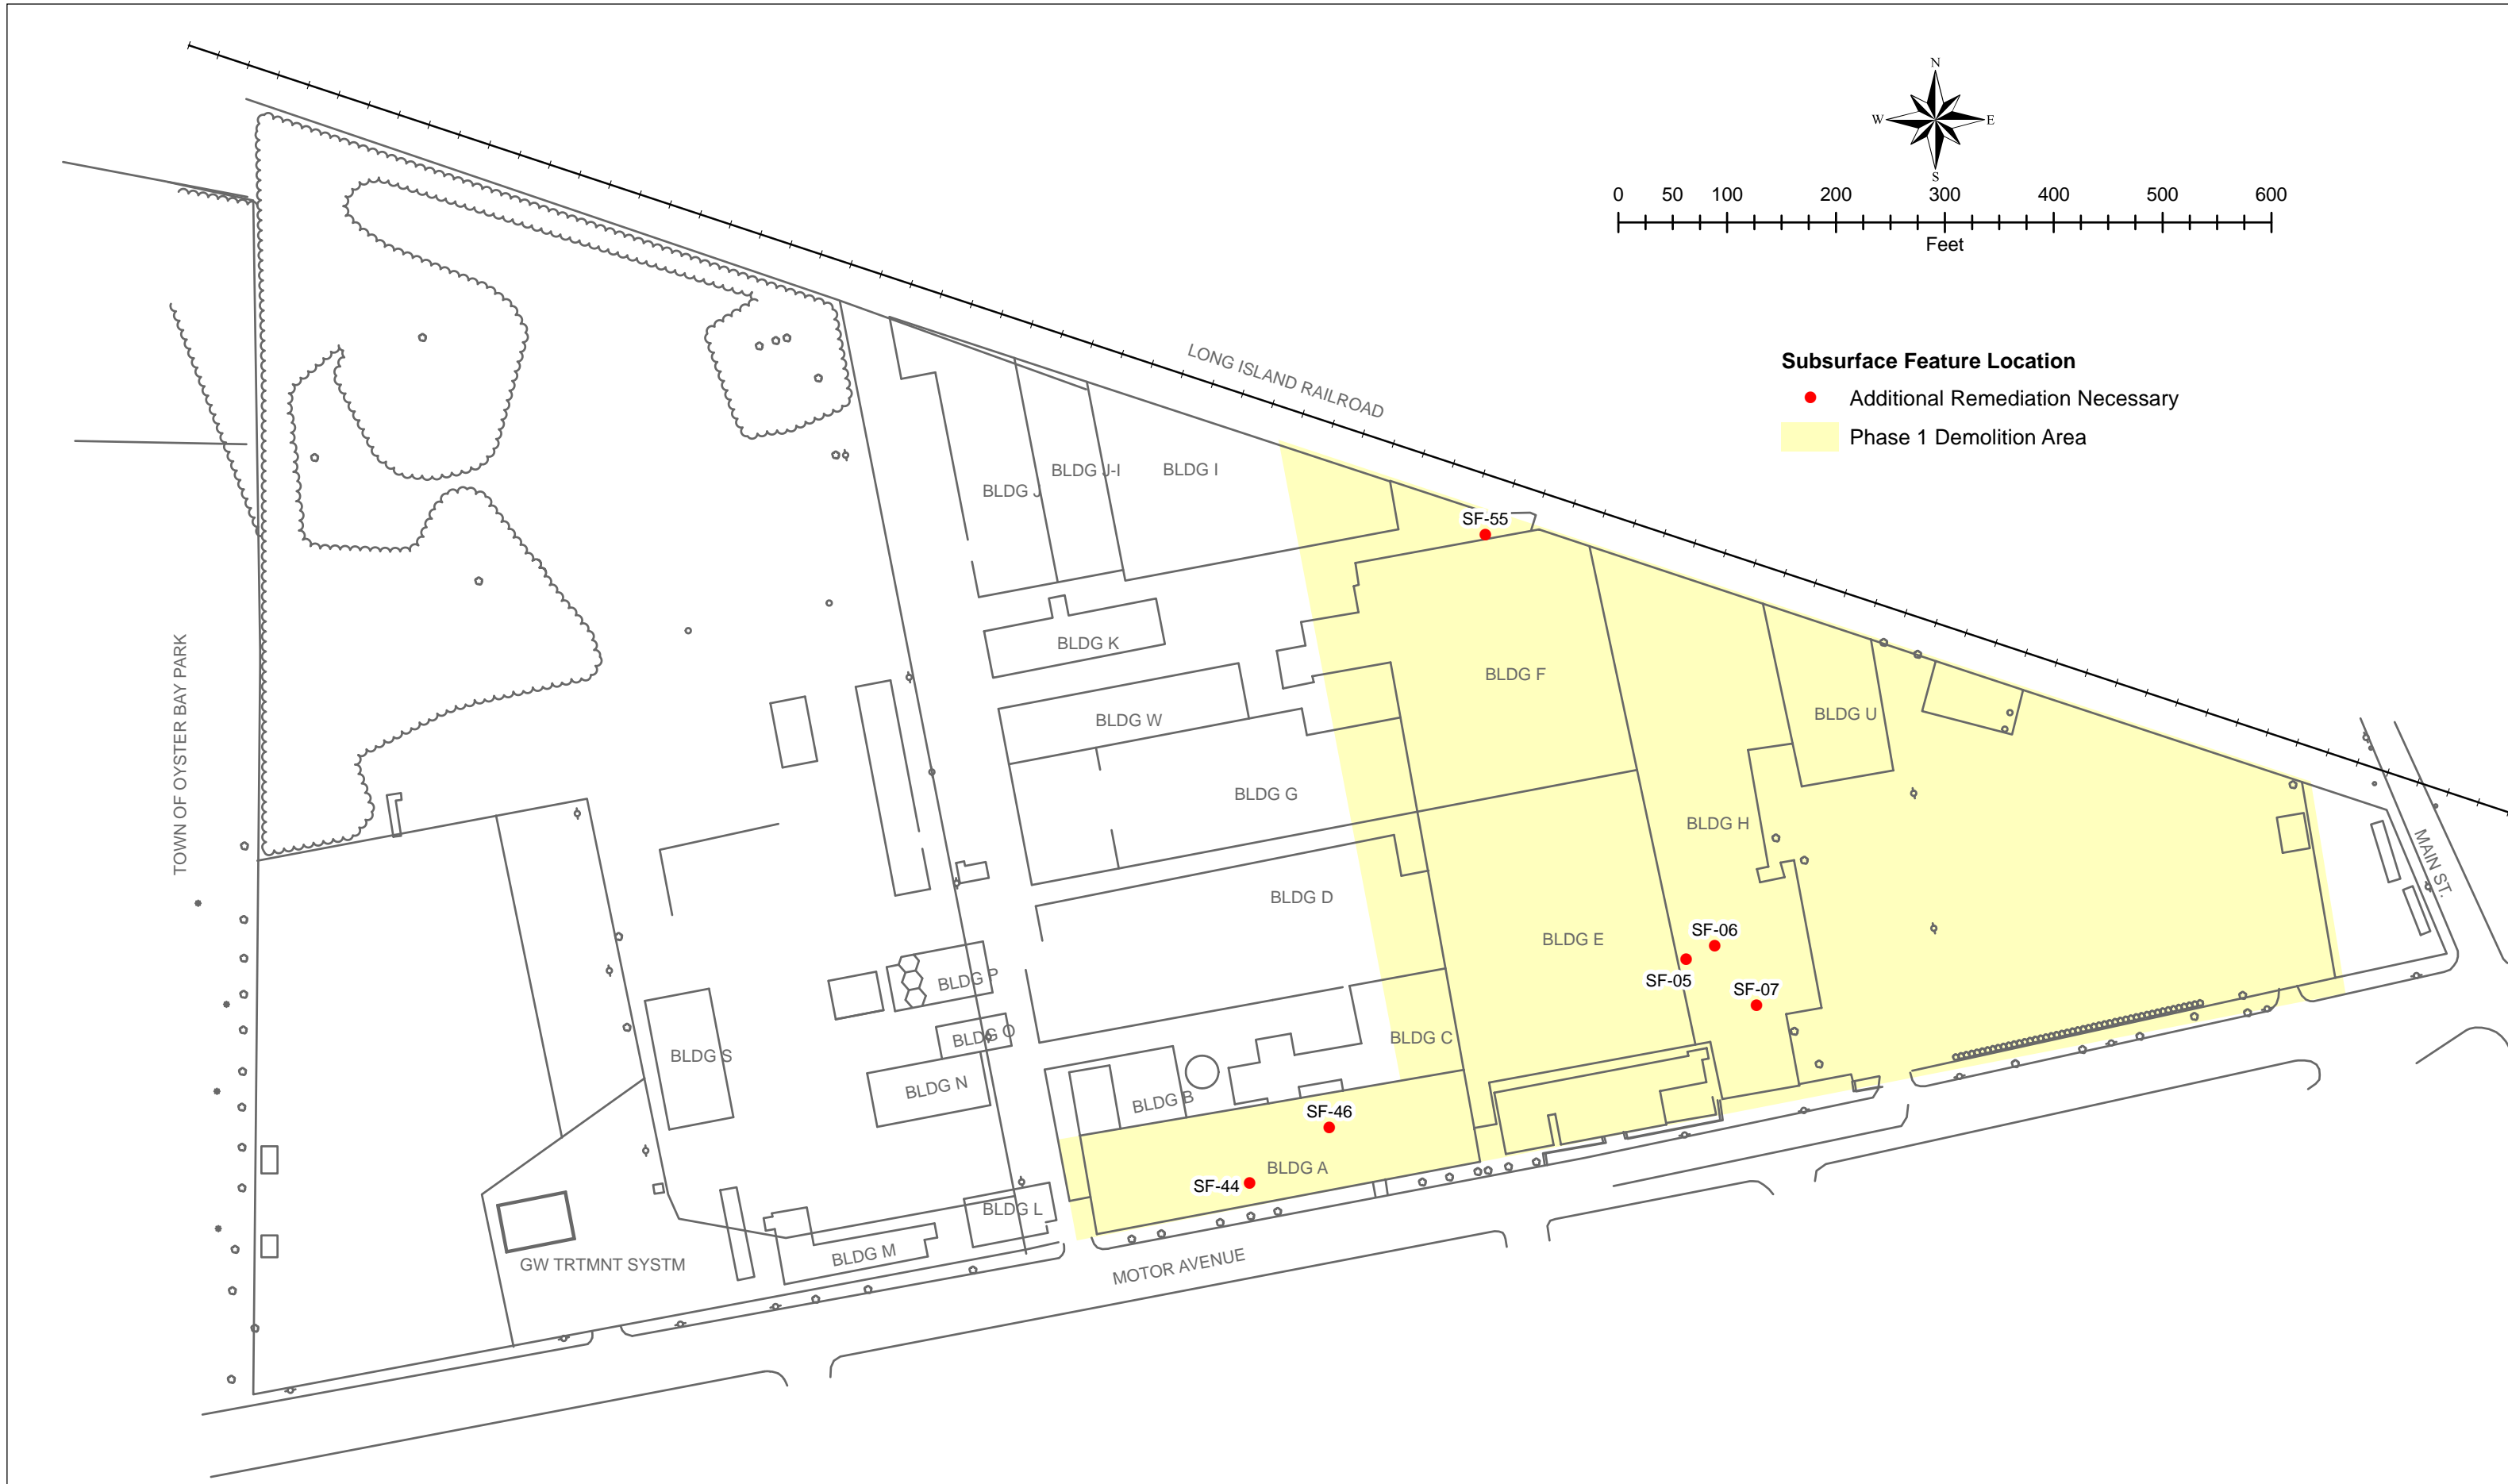 N
W
E
S
0 50 100 200 300 400 500 600
Feet
LONG ISLAND RAILROAD
Subsurface Feature Location
Additional Remediation Necessary
Phase 1 Demolition Area
BLDG J
BLDG J-I
BLDG I
SF-55
TOWN OF OYSTER BAY PARK
BLDG K
BLDG F
BLDG W
BLDG U
BLDG G
BLDG H
MAIN ST.
BLDG D
BLDG E
SF-06
SF-05
SF-07
BLDG P
BLDG O
BLDG S
BLDG N
BLDG C
BLDG B
SF-46
BLDG A
SF-44
BLDG L
BLDG M
GW TRTMNT SYSTM
MOTOR AVENUE